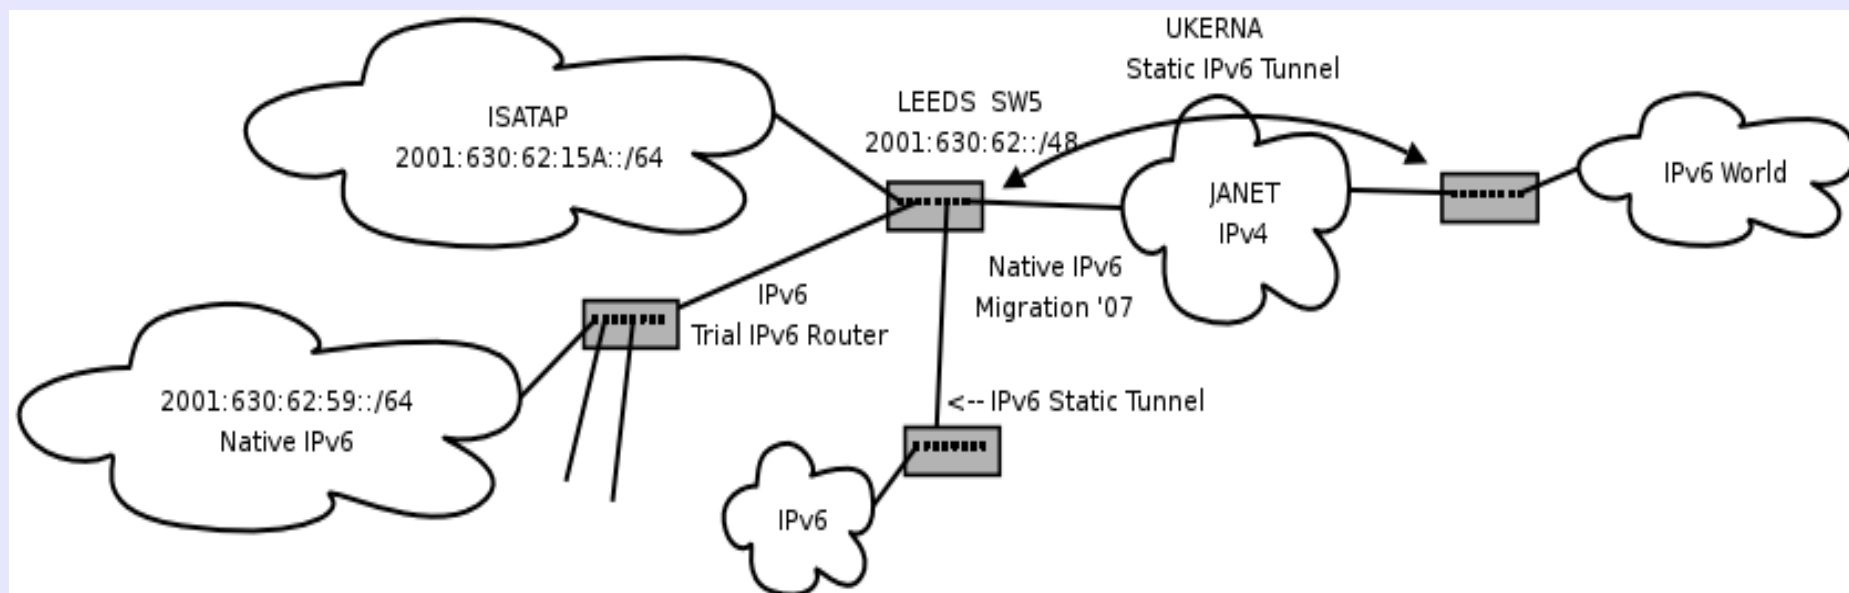 UKERNA
Static IPv6 Tunnel
LEEDS SW5
2001:630:62::/48
ISATAP
2001:630:62:15A::/64
JANET
IPv4
IPv6 World
Native IPv6
Migration '07
IPv6
Trial IPv6 Router
2001:630:62:59::/64
Native IPv6
<-- IPv6 Static Tunnel
IPv6